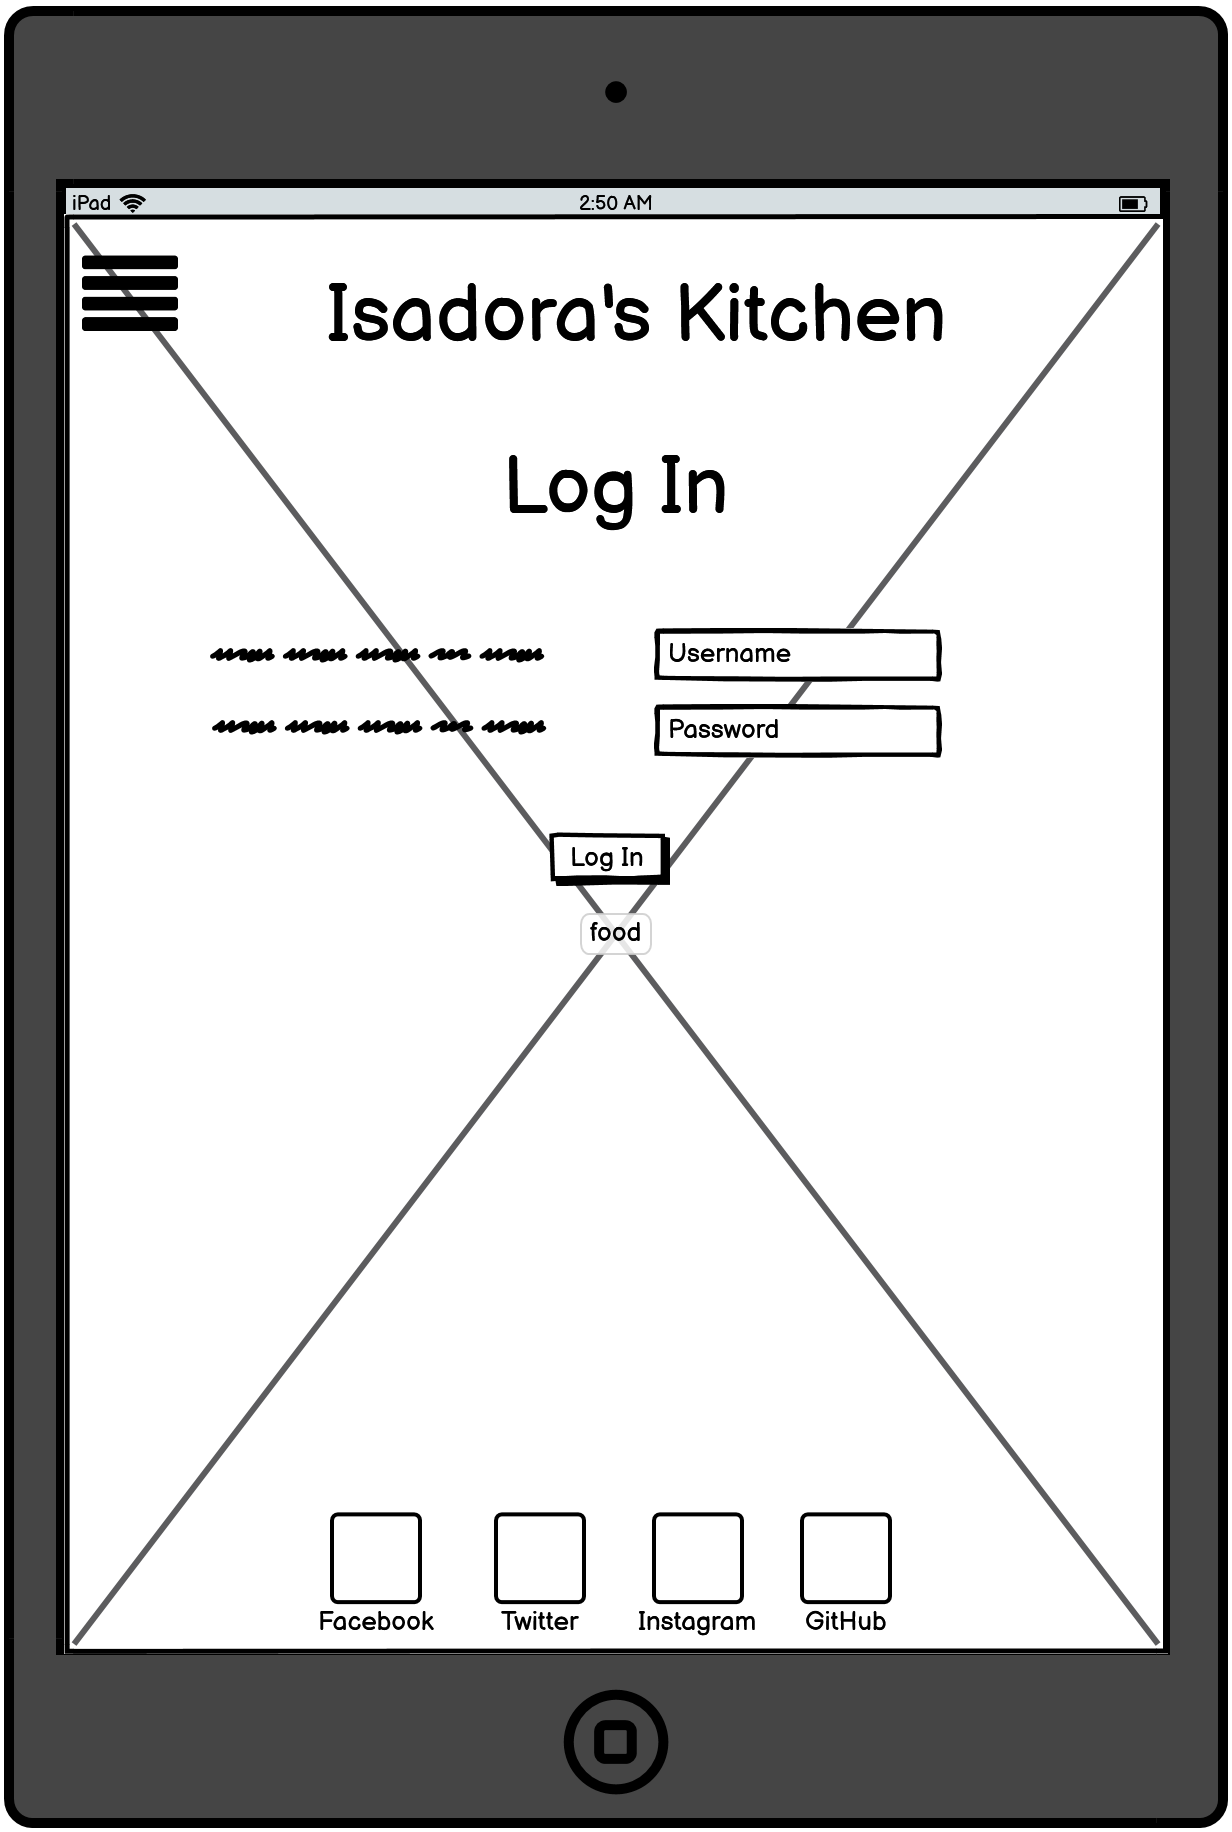 iPad 2:50 AM
Isadora's Kitchen
Log In
Username
Password
Log In
food
Facebook Twitter Instagram GitHub